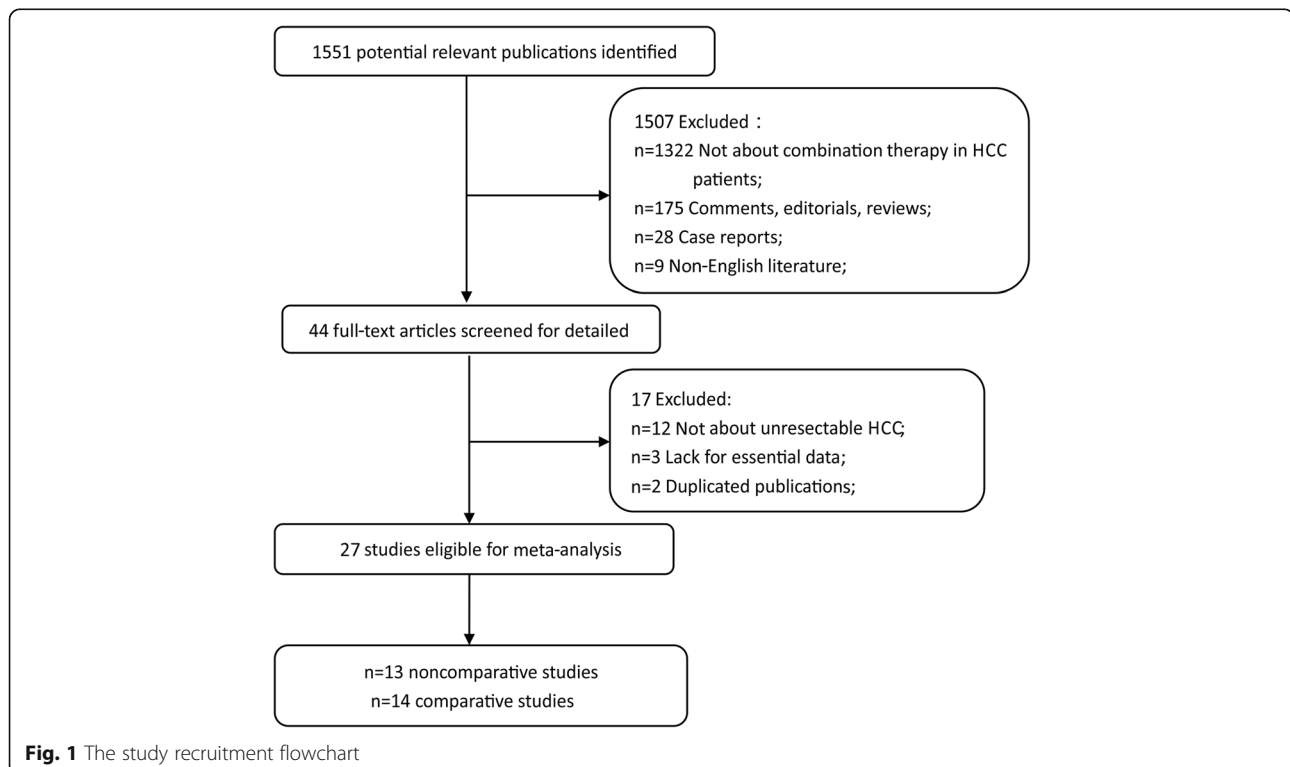 1551 potential relevant publications identified
1507 Excluded：
n=1322 Not about combination therapy in HCC
patients;
n=175 Comments, editorials, reviews;
n=28 Case reports;
n=9 Non-English literature;
44 full-text articles screened for detailed
17 Excluded:
n=12 Not about unresectable HCC;
n=3 Lack for essential data;
n=2 Duplicated publications;
27 studies eligible for meta-analysis
n=13 noncomparative studies
n=14 comparative studies
Fig. 1 The study recruitment flowchart